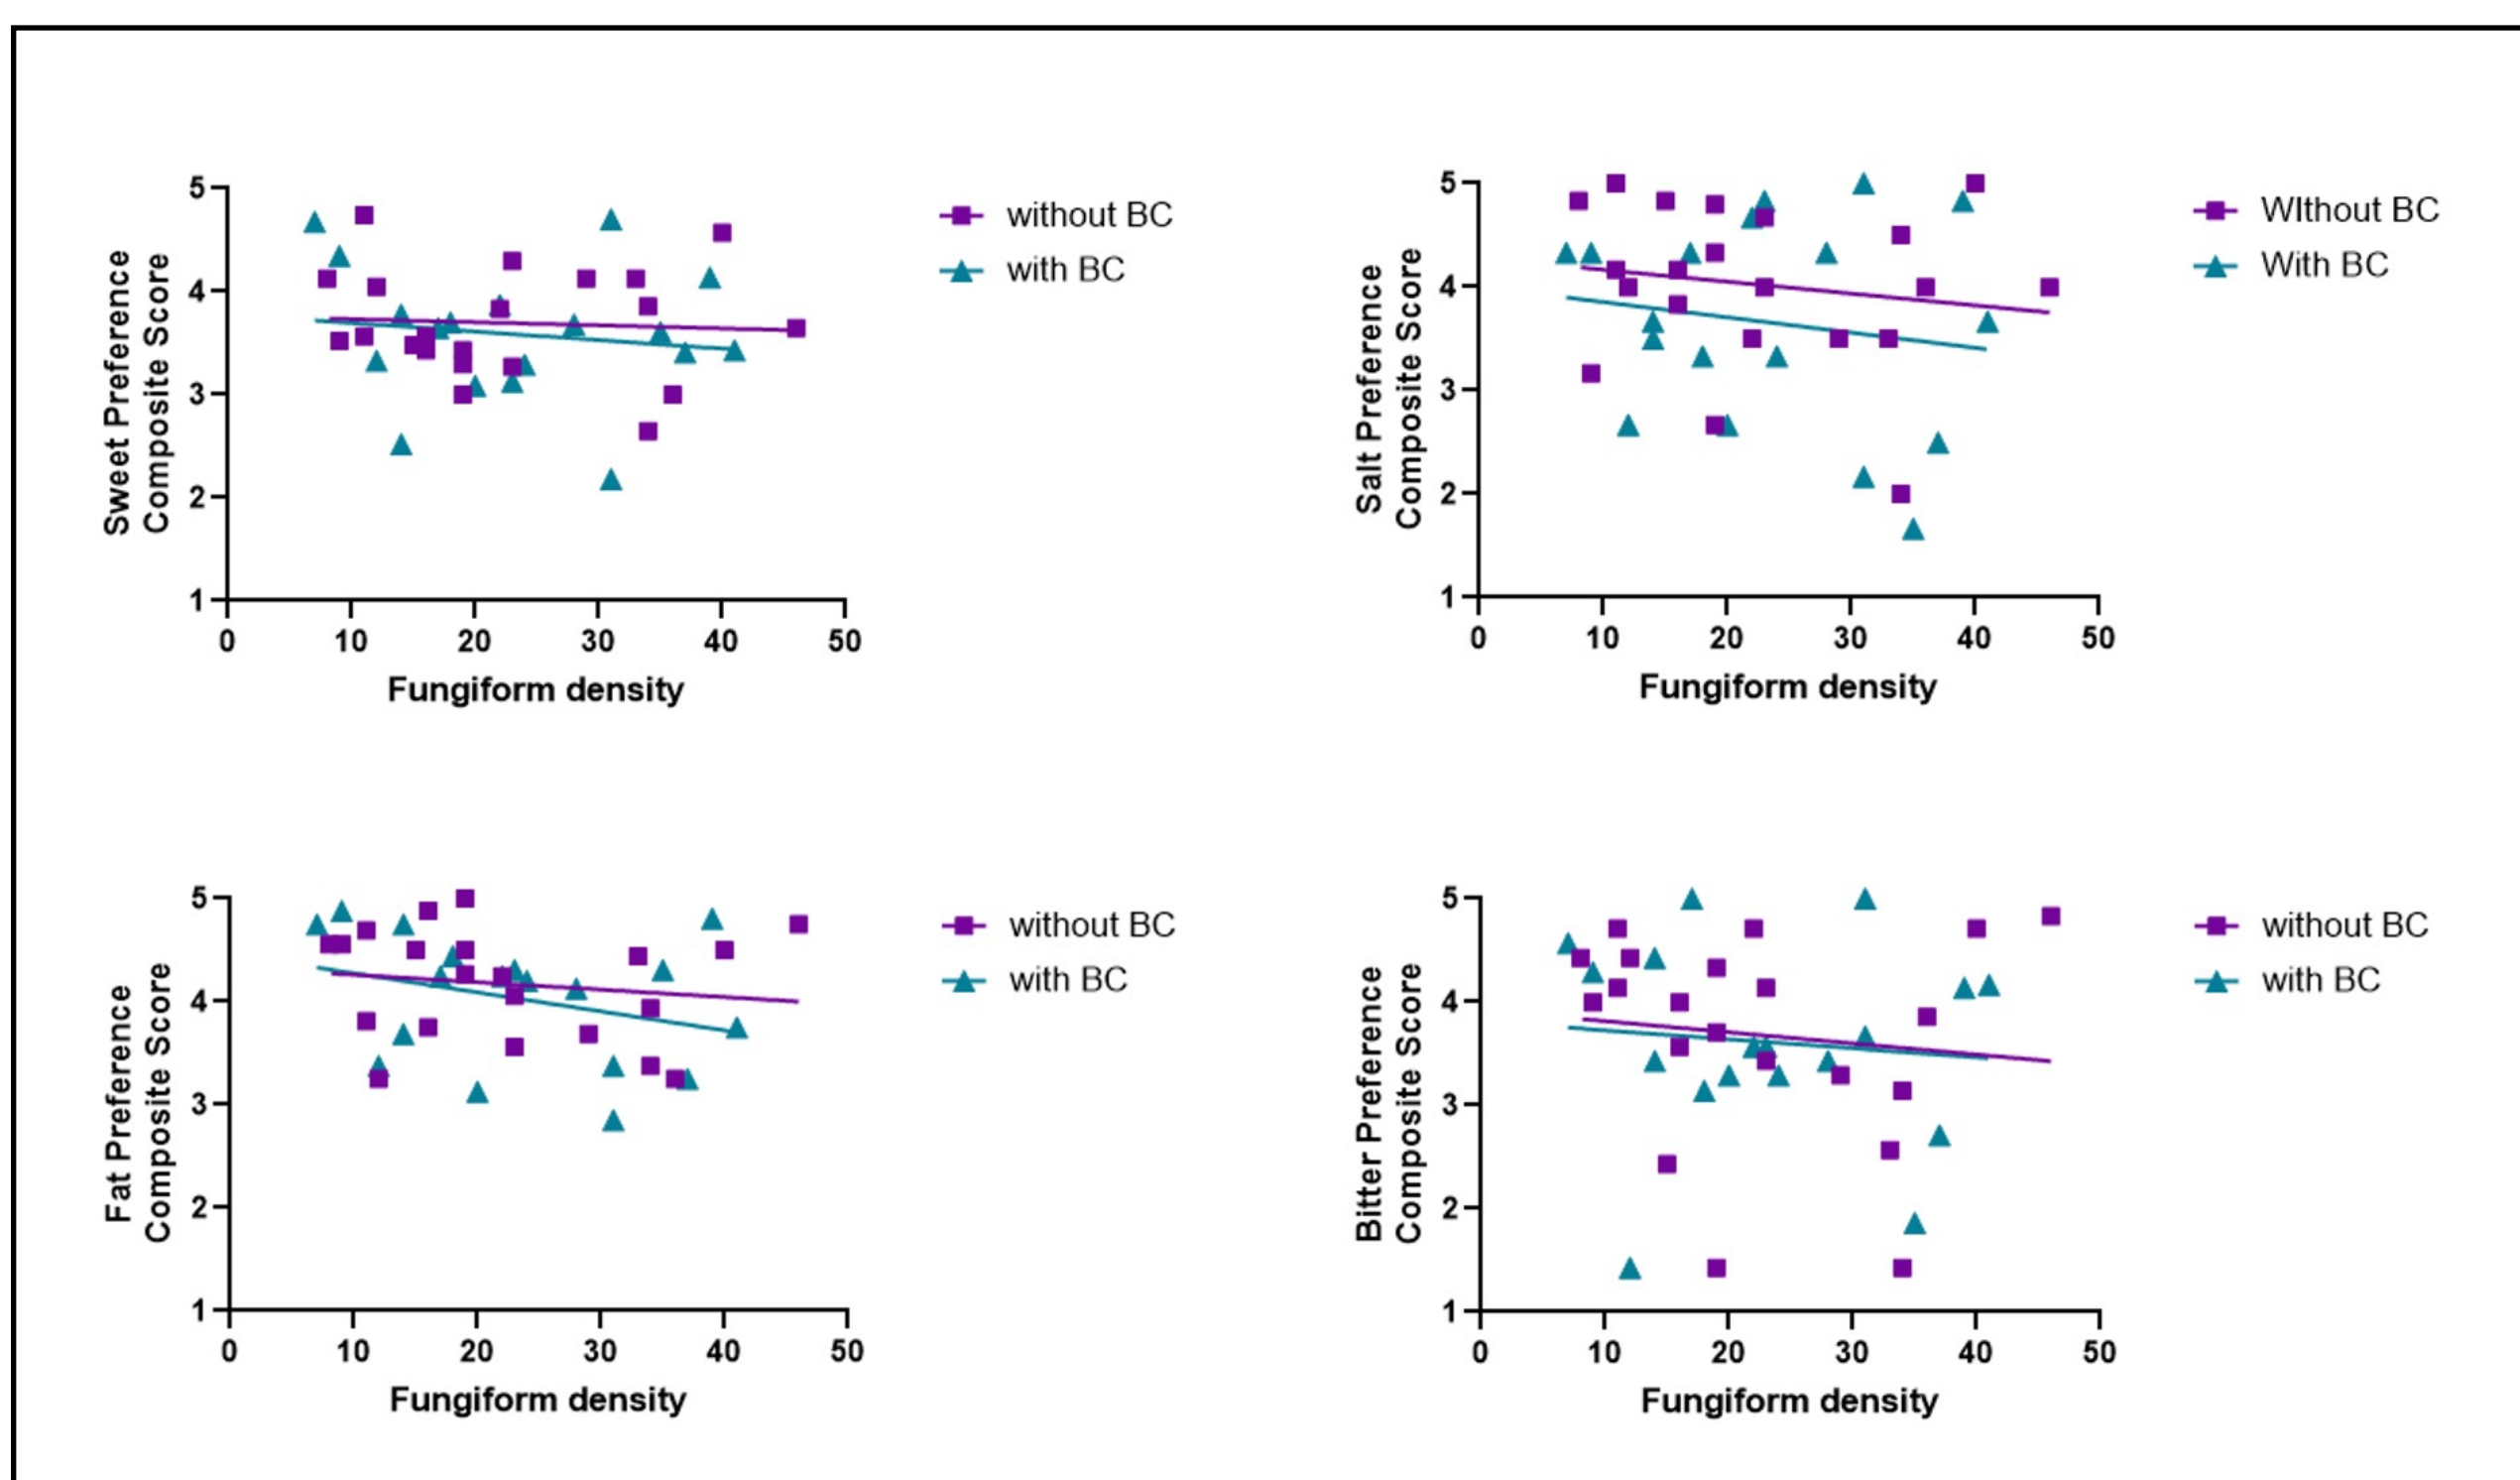 Sweet Preference
Composite Score
5
4
3
2
1
0 10 20 30 40 50
Fungiform density
without BC
with BC
Salt Preference
Composite Score
5
4
3
2
1
0 10 20 30 40 50
Fungiform density
WIthout BC
With BC
Fat Preference
Composite Score
5
4
3
2
1
0 10 20 30 40 50
Fungiform density
without BC
with BC
Bitter Preference
Composite Score
5
4
3
2
1
0 10 20 30 40 50
Fungiform density
without BC
with BC